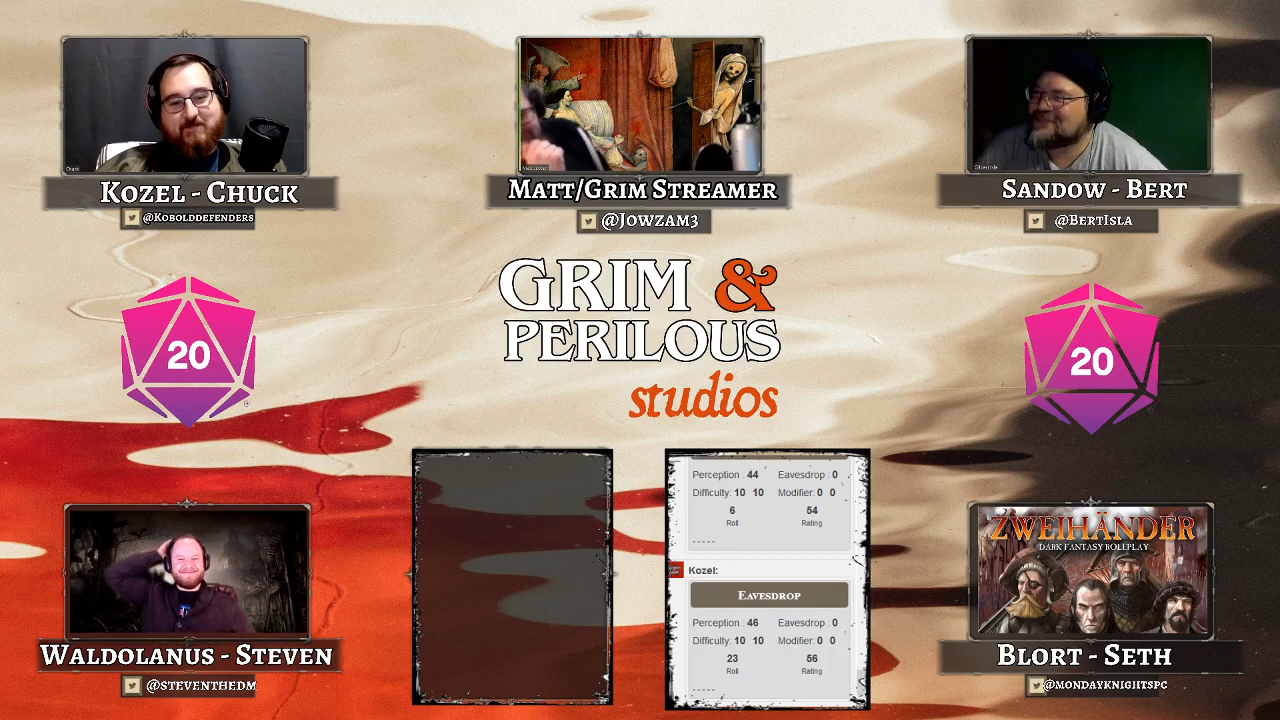 Chuck
Kozel - Chuck
@Kobolddefenders
Matt/Grim Streamer
@Jowzam3
Sandow - Bert
@BertIsla
GRIM &
PERILOUS
studios
20
20
Perception : 44 Eavesdrop : 0
Difficulty: 10 10 Modifier: 0 0
6 54
Roll Rating
-----
Kozel:
Eavesdrop
Perception : 46 Eavesdrop : 0
Difficulty: 10 10 Modifier: 0 0
23 56
Roll Rating
-----
Waldolanus - Steven
@steventhedm
ZWEIHÄNDER
DARK FANTASY ROLEPLAY
Blort - Seth
@mondayknightspc